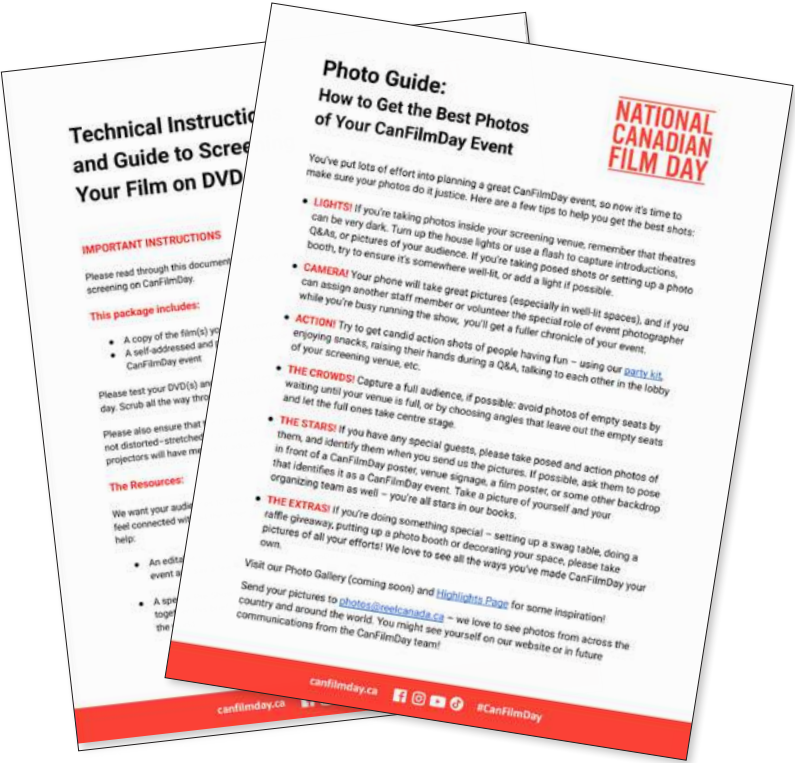 Technical Instructio
and Guide to Scree
Your Film on DVD
IMPORTANT INSTRUCTIONS
Please read through this document
screening on CanFilmDay.
This package includes:
• A copy of the film(s) yo
• A self-addressed and p
CanFilmDay event
Please test your DVD(s) an
day. Scrub all the way thro
Please also ensure that
not distorted–stretched
projectors will have me
The Resources:
We want your audie
feel connected wit
help:
• An edita
event a
• A spe
toge
the
canfilmday.ca
Photo Guide:
How to Get the Best Photos
of Your CanFilmDay Event
NATIONAL
CANADIAN
FILM DAY
You've put lots of effort into planning a great CanFilmDay event, so now it's time to
make sure your photos do it justice. Here are a few tips to help you get the best shots:
• LIGHTS! If you're taking photos inside your screening venue, remember that theatres
can be very dark. Turn up the house lights or use a flash to capture introductions,
Q&As, or pictures of your audience. If you're taking posed shots or setting up a photo
booth, try to ensure it's somewhere well-lit, or add a light if possible.
• CAMERA! Your phone will take great pictures (especially in well-lit spaces), and if you
can assign another staff member or volunteer the special role of event photographer
while you're busy running the show, you'll get a fuller chronicle of your event.
• ACTION! Try to get candid action shots of people having fun – using our party kit,
enjoying snacks, raising their hands during a Q&A, talking to each other in the lobby
of your screening venue, etc.
• THE CROWDS! Capture a full audience, if possible: avoid photos of empty seats by
waiting until your venue is full, or by choosing angles that leave out the empty seats
and let the full ones take centre stage.
• THE STARS! If you have any special guests, please take posed and action photos of
them, and identify them when you send us the pictures. If possible, ask them to pose
in front of a CanFilmDay poster, venue signage, a film poster, or some other backdrop
that identifies it as a CanFilmDay event. Take a picture of yourself and your
organizing team as well – you're all stars in our books.
• THE EXTRAS! If you're doing something special – setting up a swag table, doing a
raffle giveaway, putting up a photo booth or decorating your space, please take
pictures of all your efforts! We love to see all the ways you've made CanFilmDay your
own.
Visit our Photo Gallery (coming soon) and Highlights Page for some inspiration!
Send your pictures to photos@reelcanada.ca – we love to see photos from across the
country and around the world. You might see yourself on our website or in future
communications from the CanFilmDay team!
canfilmday.ca #CanFilmDay